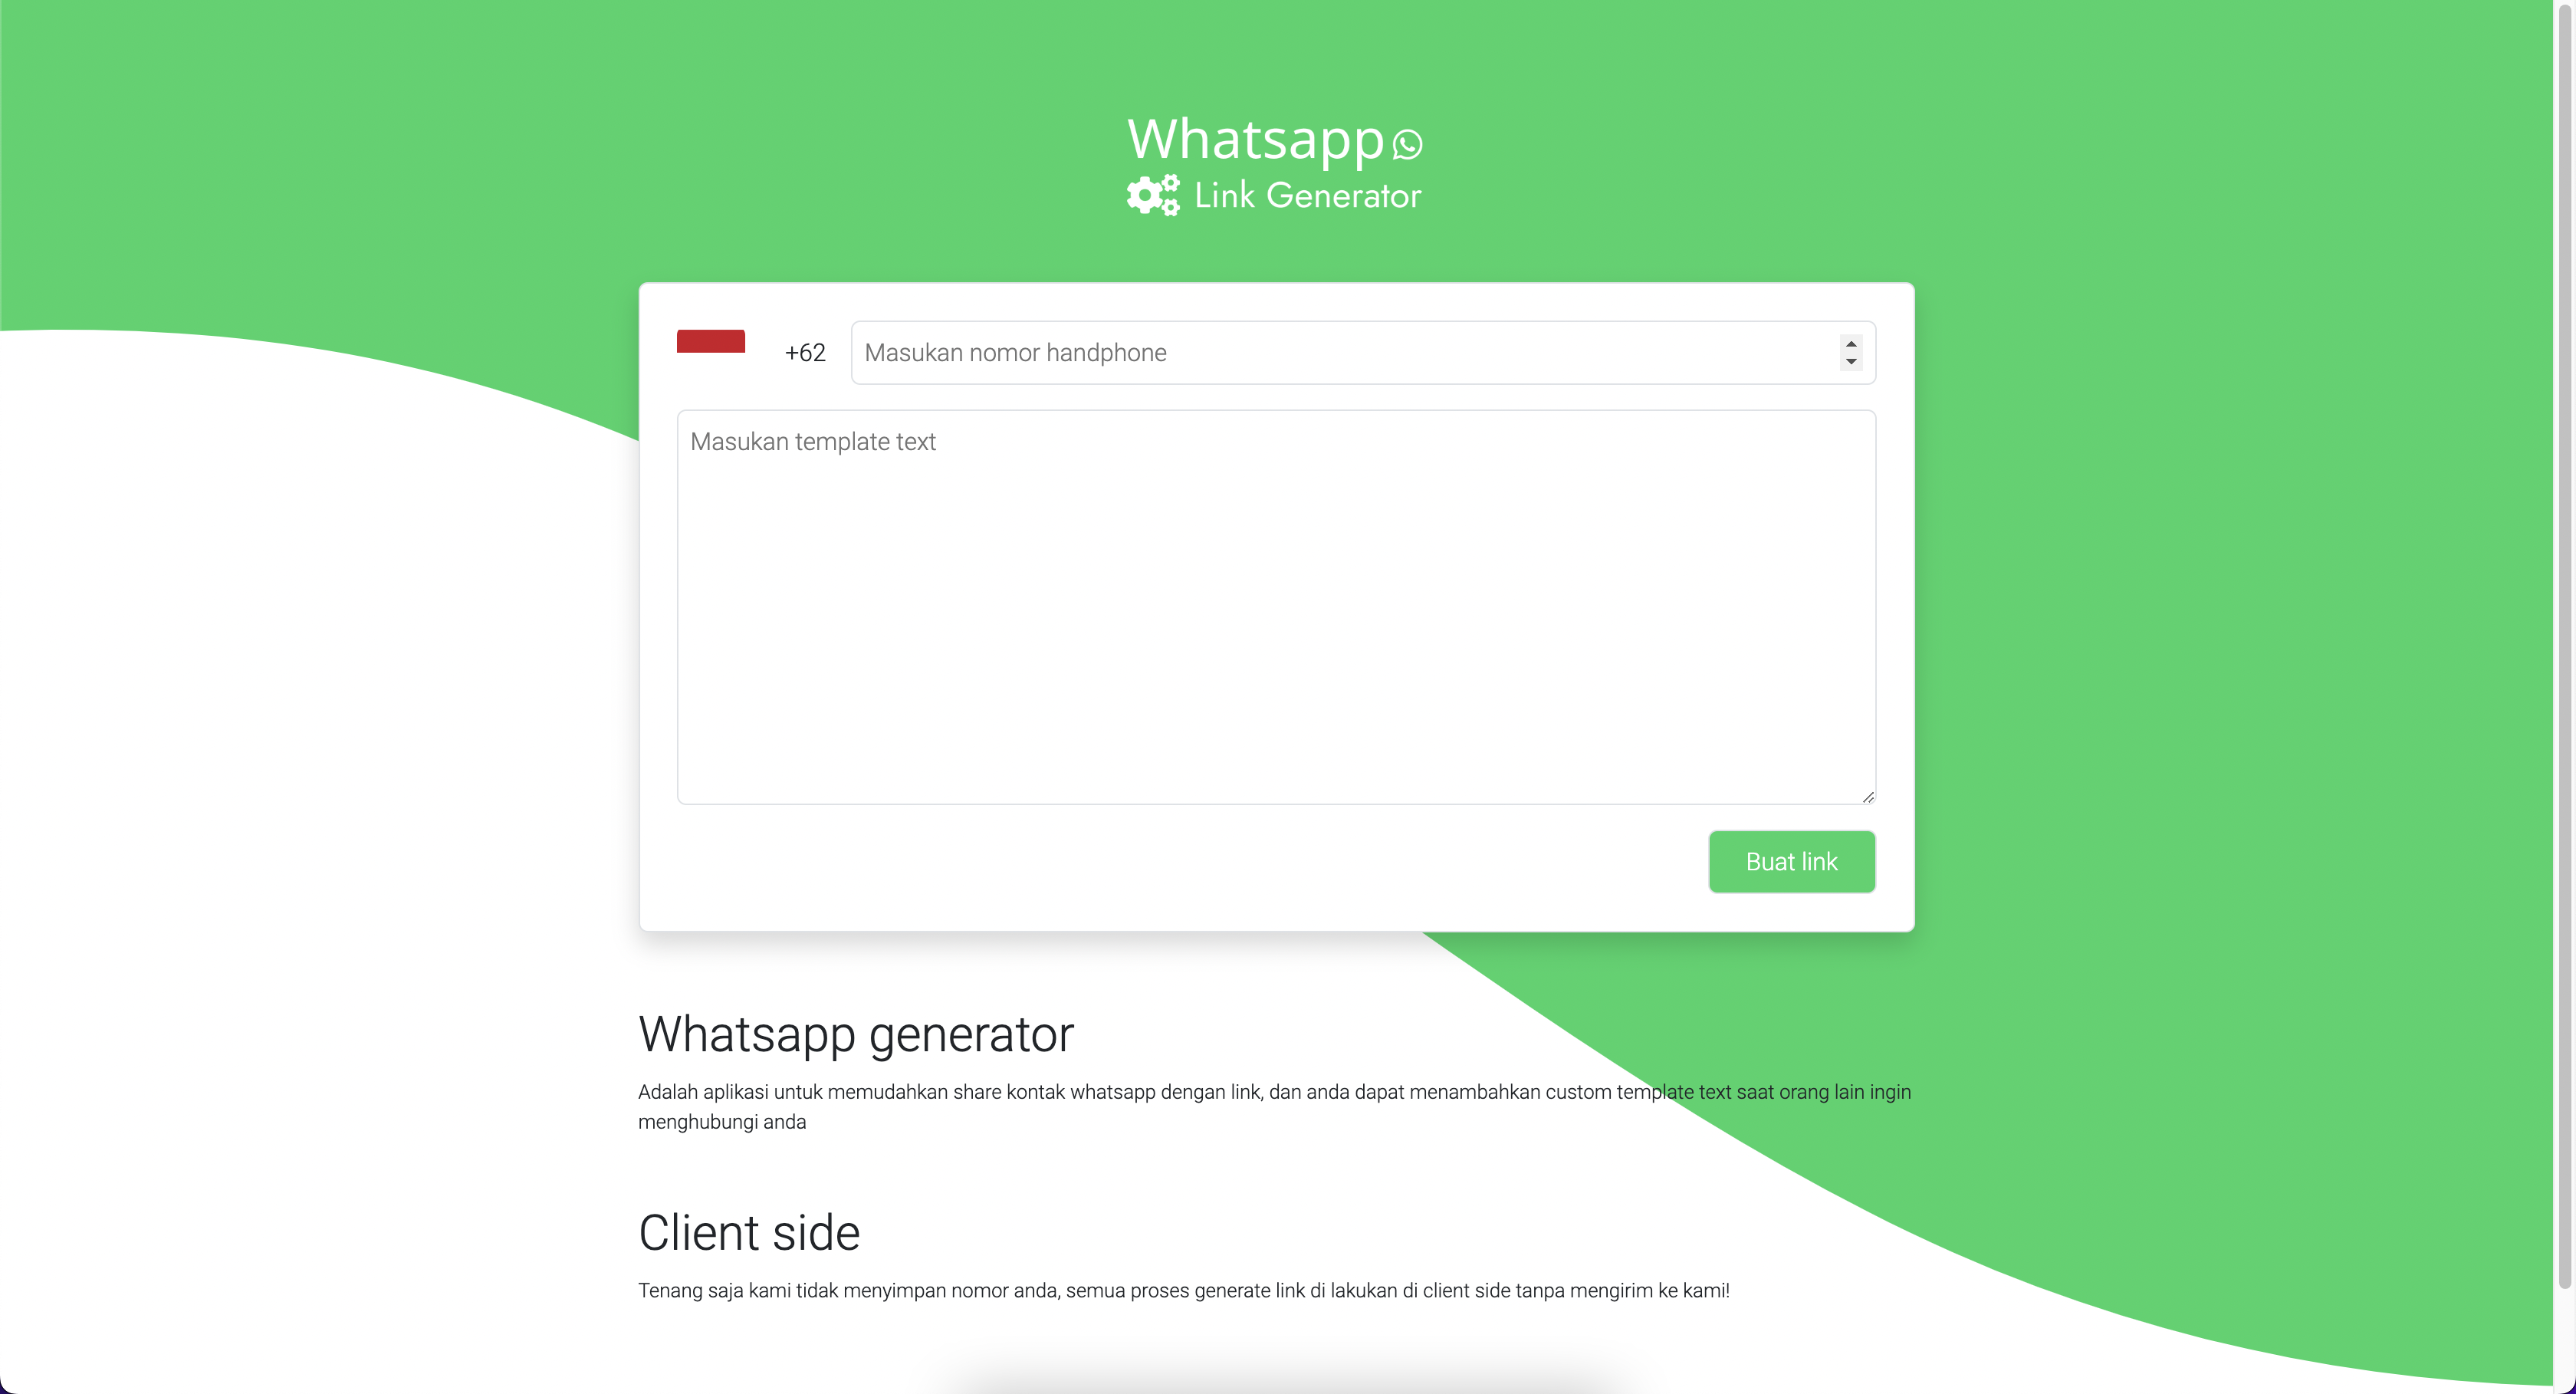 Whatsapp
Link Generator
+62
Masukan nomor handphone
Masukan template text
Buat link
Whatsapp generator
Adalah aplikasi untuk memudahkan share kontak whatsapp dengan link, dan anda dapat menambahkan custom template text saat orang lain ingin
menghubungi anda
Client side
Tenang saja kami tidak menyimpan nomor anda, semua proses generate link di lakukan di client side tanpa mengirim ke kami!